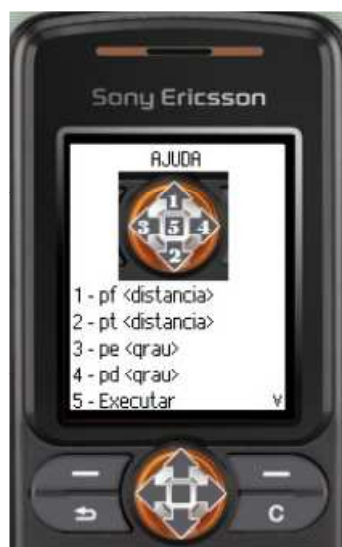 Sony Ericsson
AJUDA
1
3 5 4
2
1 - pf <distancia>
2 - pt <distancia>
3 - pe <grau>
4 - pd <grau>
5 - Executar
C